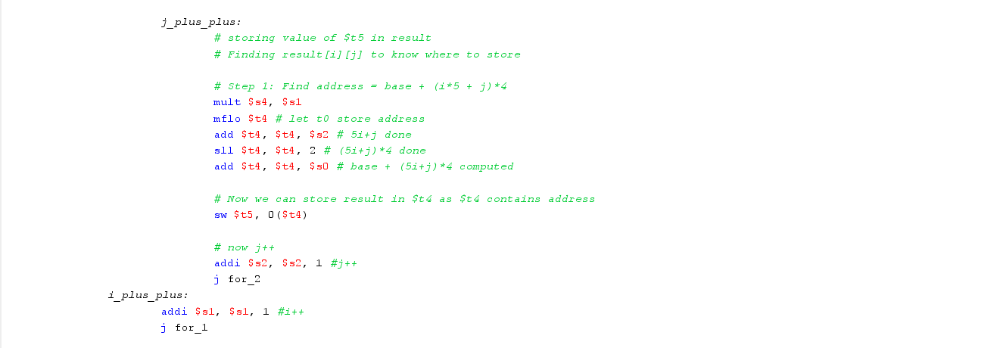 j_plus_plus:
# storing value of $t5 in result
# Finding result[i][j] to know where to store
# Step 1: Find address = base + (i*5 + j)*4
mult $s4, $s1
mflo $t4 # let t0 store address
add $t4, $t4, $s2 # 5i+j done
sll $t4, $t4, 2 # (5i+j)*4 done
add $t4, $t4, $s0 # base + (5i+j)*4 computed
# Now we can store result in $t4 as $t4 contains address
sw $t5, 0($t4)
# now j++
addi $s2, $s2, 1 #j++
j for_2
i_plus_plus:
addi $s1, $s1, 1 #i++
j for_1